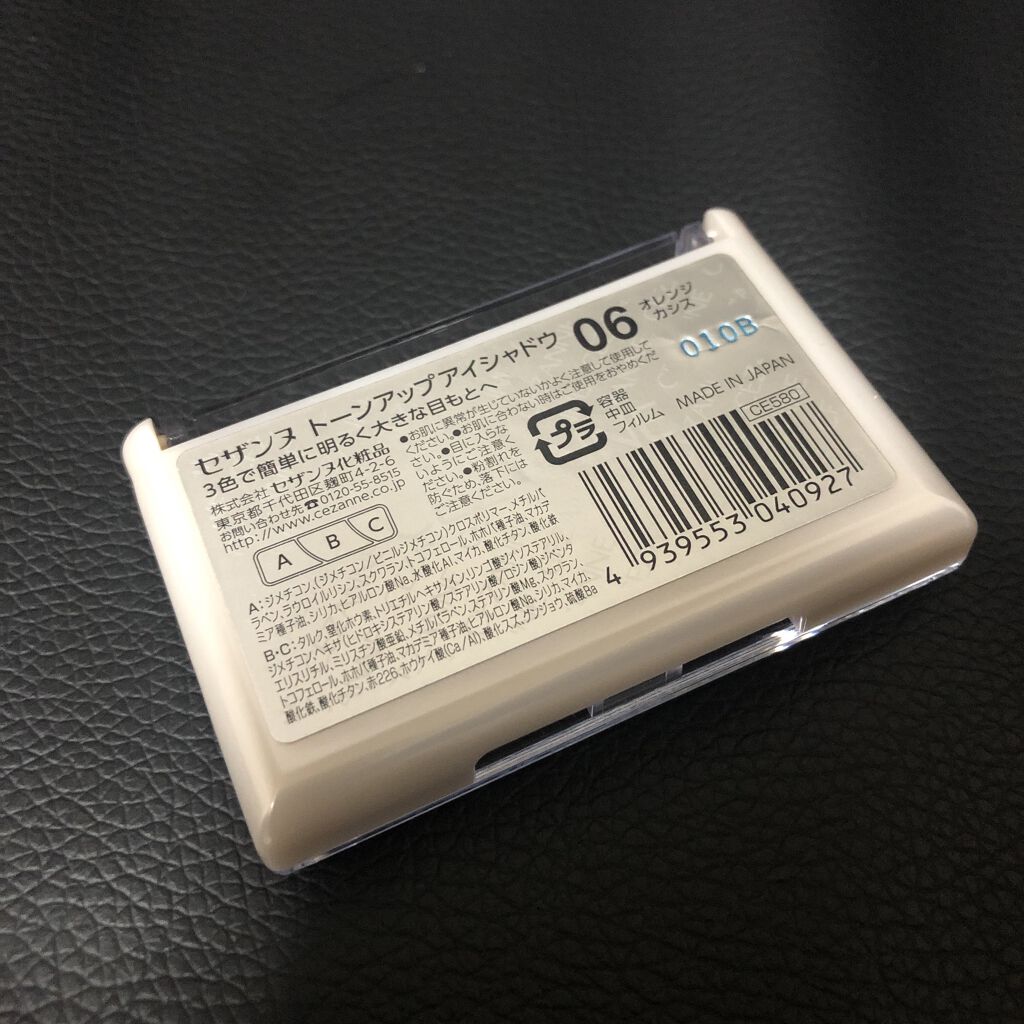 セザンヌ トーンアップアイシャドウ 06 オレンジ
カシス
3色で簡単に明るく大きな目もとへ
010B
株式会社 セザンヌ化粧品
東京都千代田区麹町4-2-6
お問い合わせ先☎0120-55-8515
http://www.cezanne.co.jp
A B C
●お肌に異常が生じていないかよく注意して使用して
ください。●お肌に合わない時はご使用をおやめくだ
さい。●目に入らな
いようにご注意く
ださい。●粉割れを
防ぐため、落下には
ご注意ください。
プラ
容器
中皿
フィルム
MADE IN JAPAN
CE580
4 939553 040927
A:ジメチコン、(ジメチコン/ビニルジメチコン)クロスポリマー、メチルパ
ラベン、ラウロイルリシン、スクワラン、トコフェロール、ホホバ種子油、マカデ
ミア種子油、シリカ、ヒアルロン酸Na、水酸化Al、マイカ、酸化チタン、酸化鉄
B・C:タルク、窒化ホウ素、トリエチルヘキサノイン、リンゴ酸ジイソステアリル、
ジメチコン、ヘキサ(ヒドロキシステアリン酸/ステアリン酸/ロジン酸)ジペンタ
エリスリチル、ミリスチン酸亜鉛、メチルパラベン、ステアリン酸Mg、スクワラン、
トコフェロール、ホホバ種子油、マカデミア種子油、ヒアルロン酸Na、シリカ、マイカ、
酸化鉄、酸化チタン、赤226、ホウケイ酸(Ca/Al)、酸化スズ、グンジョウ、硫酸Ba